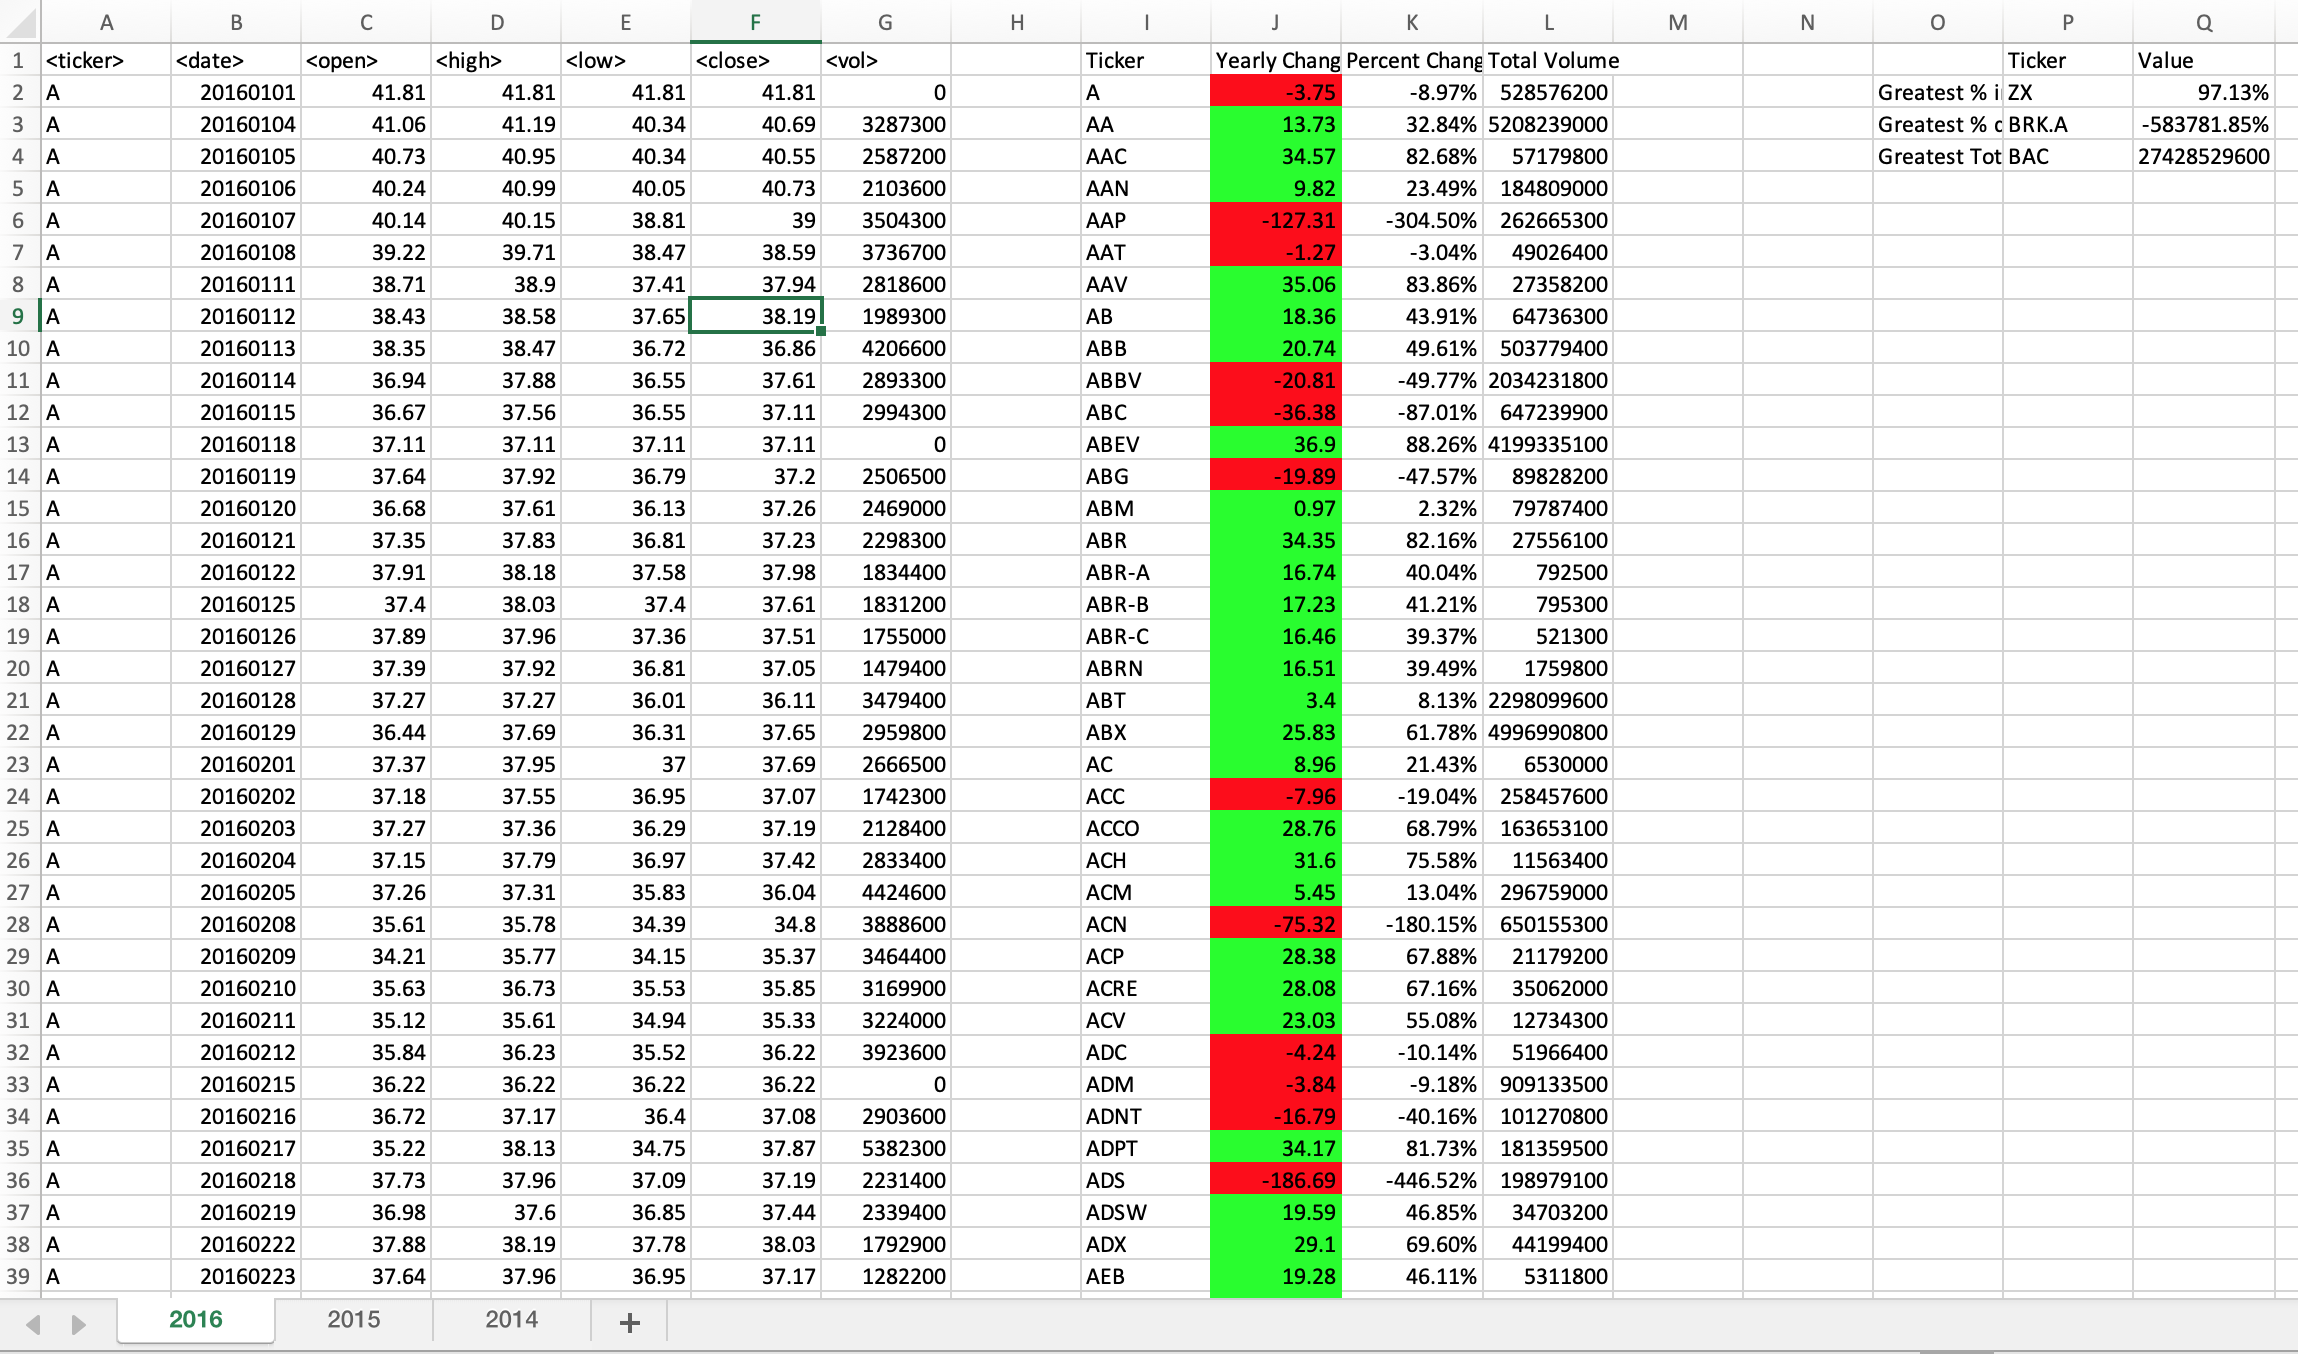 A B C D E F G H I J K L M N O P Q
1 <ticker> <date> <open> <high> <low> <close> <vol> Ticker Yearly Chang Percent Chang Total Volume Ticker Value
2 A 20160101 41.81 41.81 41.81 41.81 0 A -3.75 -8.97% 528576200 Greatest % i ZX 97.13%
3 A 20160104 41.06 41.19 40.34 40.69 3287300 AA 13.73 32.84% 5208239000 Greatest % d BRK.A -583781.85%
4 A 20160105 40.73 40.95 40.34 40.55 2587200 AAC 34.57 82.68% 57179800 Greatest Tot BAC 27428529600
5 A 20160106 40.24 40.99 40.05 40.73 2103600 AAN 9.82 23.49% 184809000
6 A 20160107 40.14 40.15 38.81 39 3504300 AAP -127.31 -304.50% 262665300
7 A 20160108 39.22 39.71 38.47 38.59 3736700 AAT -1.27 -3.04% 49026400
8 A 20160111 38.71 38.9 37.41 37.94 2818600 AAV 35.06 83.86% 27358200
9 A 20160112 38.43 38.58 37.65 38.19 1989300 AB 18.36 43.91% 64736300
10 A 20160113 38.35 38.47 36.72 36.86 4206600 ABB 20.74 49.61% 503779400
11 A 20160114 36.94 37.88 36.55 37.61 2893300 ABBV -20.81 -49.77% 2034231800
12 A 20160115 36.67 37.56 36.55 37.11 2994300 ABC -36.38 -87.01% 647239900
13 A 20160118 37.11 37.11 37.11 37.11 0 ABEV 36.9 88.26% 4199335100
14 A 20160119 37.64 37.92 36.79 37.2 2506500 ABG -19.89 -47.57% 89828200
15 A 20160120 36.68 37.61 36.13 37.26 2469000 ABM 0.97 2.32% 79787400
16 A 20160121 37.35 37.83 36.81 37.23 2298300 ABR 34.35 82.16% 27556100
17 A 20160122 37.91 38.18 37.58 37.98 1834400 ABR-A 16.74 40.04% 792500
18 A 20160125 37.4 38.03 37.4 37.61 1831200 ABR-B 17.23 41.21% 795300
19 A 20160126 37.89 37.96 37.36 37.51 1755000 ABR-C 16.46 39.37% 521300
20 A 20160127 37.39 37.92 36.81 37.05 1479400 ABRN 16.51 39.49% 1759800
21 A 20160128 37.27 37.27 36.01 36.11 3479400 ABT 3.4 8.13% 2298099600
22 A 20160129 36.44 37.69 36.31 37.65 2959800 ABX 25.83 61.78% 4996990800
23 A 20160201 37.37 37.95 37 37.69 2666500 AC 8.96 21.43% 6530000
24 A 20160202 37.18 37.55 36.95 37.07 1742300 ACC -7.96 -19.04% 258457600
25 A 20160203 37.27 37.36 36.29 37.19 2128400 ACCO 28.76 68.79% 163653100
26 A 20160204 37.15 37.79 36.97 37.42 2833400 ACH 31.6 75.58% 11563400
27 A 20160205 37.26 37.31 35.83 36.04 4424600 ACM 5.45 13.04% 296759000
28 A 20160208 35.61 35.78 34.39 34.8 3888600 ACN -75.32 -180.15% 650155300
29 A 20160209 34.21 35.77 34.15 35.37 3464400 ACP 28.38 67.88% 21179200
30 A 20160210 35.63 36.73 35.53 35.85 3169900 ACRE 28.08 67.16% 35062000
31 A 20160211 35.12 35.61 34.94 35.33 3224000 ACV 23.03 55.08% 12734300
32 A 20160212 35.84 36.23 35.52 36.22 3923600 ADC -4.24 -10.14% 51966400
33 A 20160215 36.22 36.22 36.22 36.22 0 ADM -3.84 -9.18% 909133500
34 A 20160216 36.72 37.17 36.4 37.08 2903600 ADNT -16.79 -40.16% 101270800
35 A 20160217 35.22 38.13 34.75 37.87 5382300 ADPT 34.17 81.73% 181359500
36 A 20160218 37.73 37.96 37.09 37.19 2231400 ADS -186.69 -446.52% 198979100
37 A 20160219 36.98 37.6 36.85 37.44 2339400 ADSW 19.59 46.85% 34703200
38 A 20160222 37.88 38.19 37.78 38.03 1792900 ADX 29.1 69.60% 44199400
39 A 20160223 37.64 37.96 36.95 37.17 1282200 AEB 19.28 46.11% 5311800
2016 2015 2014 +